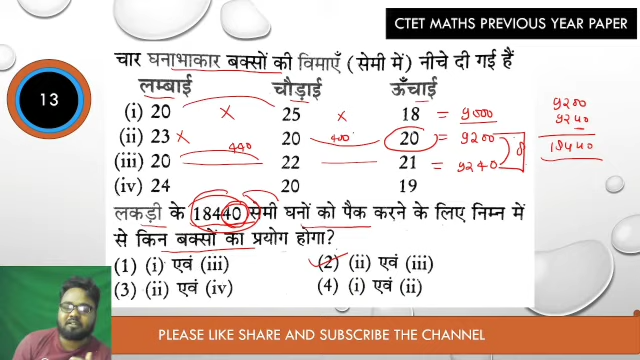 CTET MATHS PREVIOUS YEAR PAPER
13
चार घनाभाकार बक्सों की विमाएँ (सेमी में) नीचे दी गई हैं
लम्बाई चौड़ाई ऊँचाई
(i) 20 × 25 × 18 = 9000
(ii) 23 × 20 400 20 = 9200
(iii) 20 440 22 21 = 9240
(iv) 24 20 19
9200
9240
18440
लकड़ी के 18440 सेमी घनों को पैक करने के लिए निम्न में
से किन बक्सों का प्रयोग होगा?
(1) (i) एवं (iii) (2) (ii) एवं (iii)
(3) (ii) एवं (iv) (4) (i) एवं (ii)
PLEASE LIKE SHARE AND SUBSCRIBE THE CHANNEL